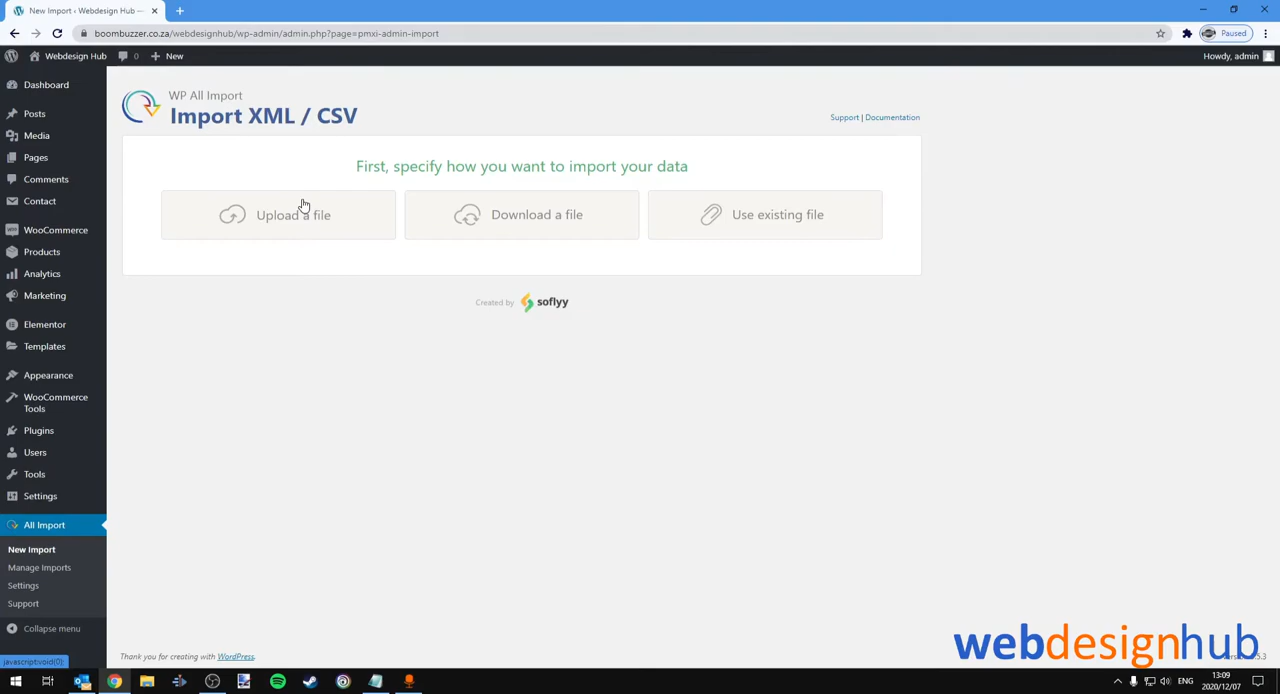 New Import ‹ Webdesign Hub —
boombuzzer.co.za/webdesignhub/wp-admin/admin.php?page=pmxi-admin-import
Paused
Webdesign Hub
0
New
Howdy, admin
Dashboard
Posts
Media
Pages
Comments
Contact
WooCommerce
Products
Analytics
Marketing
Elementor
Templates
Appearance
WooCommerce
Tools
Plugins
Users
Tools
Settings
All Import
New Import
Manage Imports
Settings
Support
Collapse menu
WP All Import
Import XML / CSV
Support | Documentation
First, specify how you want to import your data
Upload a file
Download a file
Use existing file
Created by soflyy
webdesignhub
Thank you for creating with WordPress.
javascript:void(0);
ENG
13:09
2020/12/07